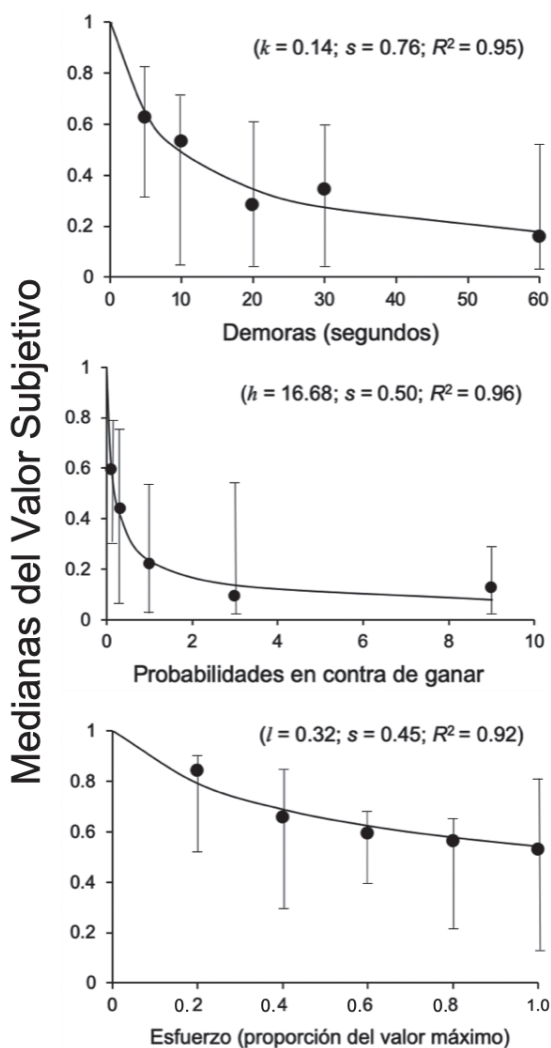 Medianas del Valor Subjetivo
(k = 0.14; s = 0.76; R² = 0.95)
1
0.8
0.6
0.4
0.2
0
0 10 20 30 40 50 60
Demoras (segundos)
(h = 16.68; s = 0.50; R² = 0.96)
1
0.8
0.6
0.4
0.2
0
0 2 4 6 8 10
Probabilidades en contra de ganar
(l = 0.32; s = 0.45; R² = 0.92)
1
0.8
0.6
0.4
0.2
0
0 0.2 0.4 0.6 0.8 1.0
Esfuerzo (proporción del valor máximo)